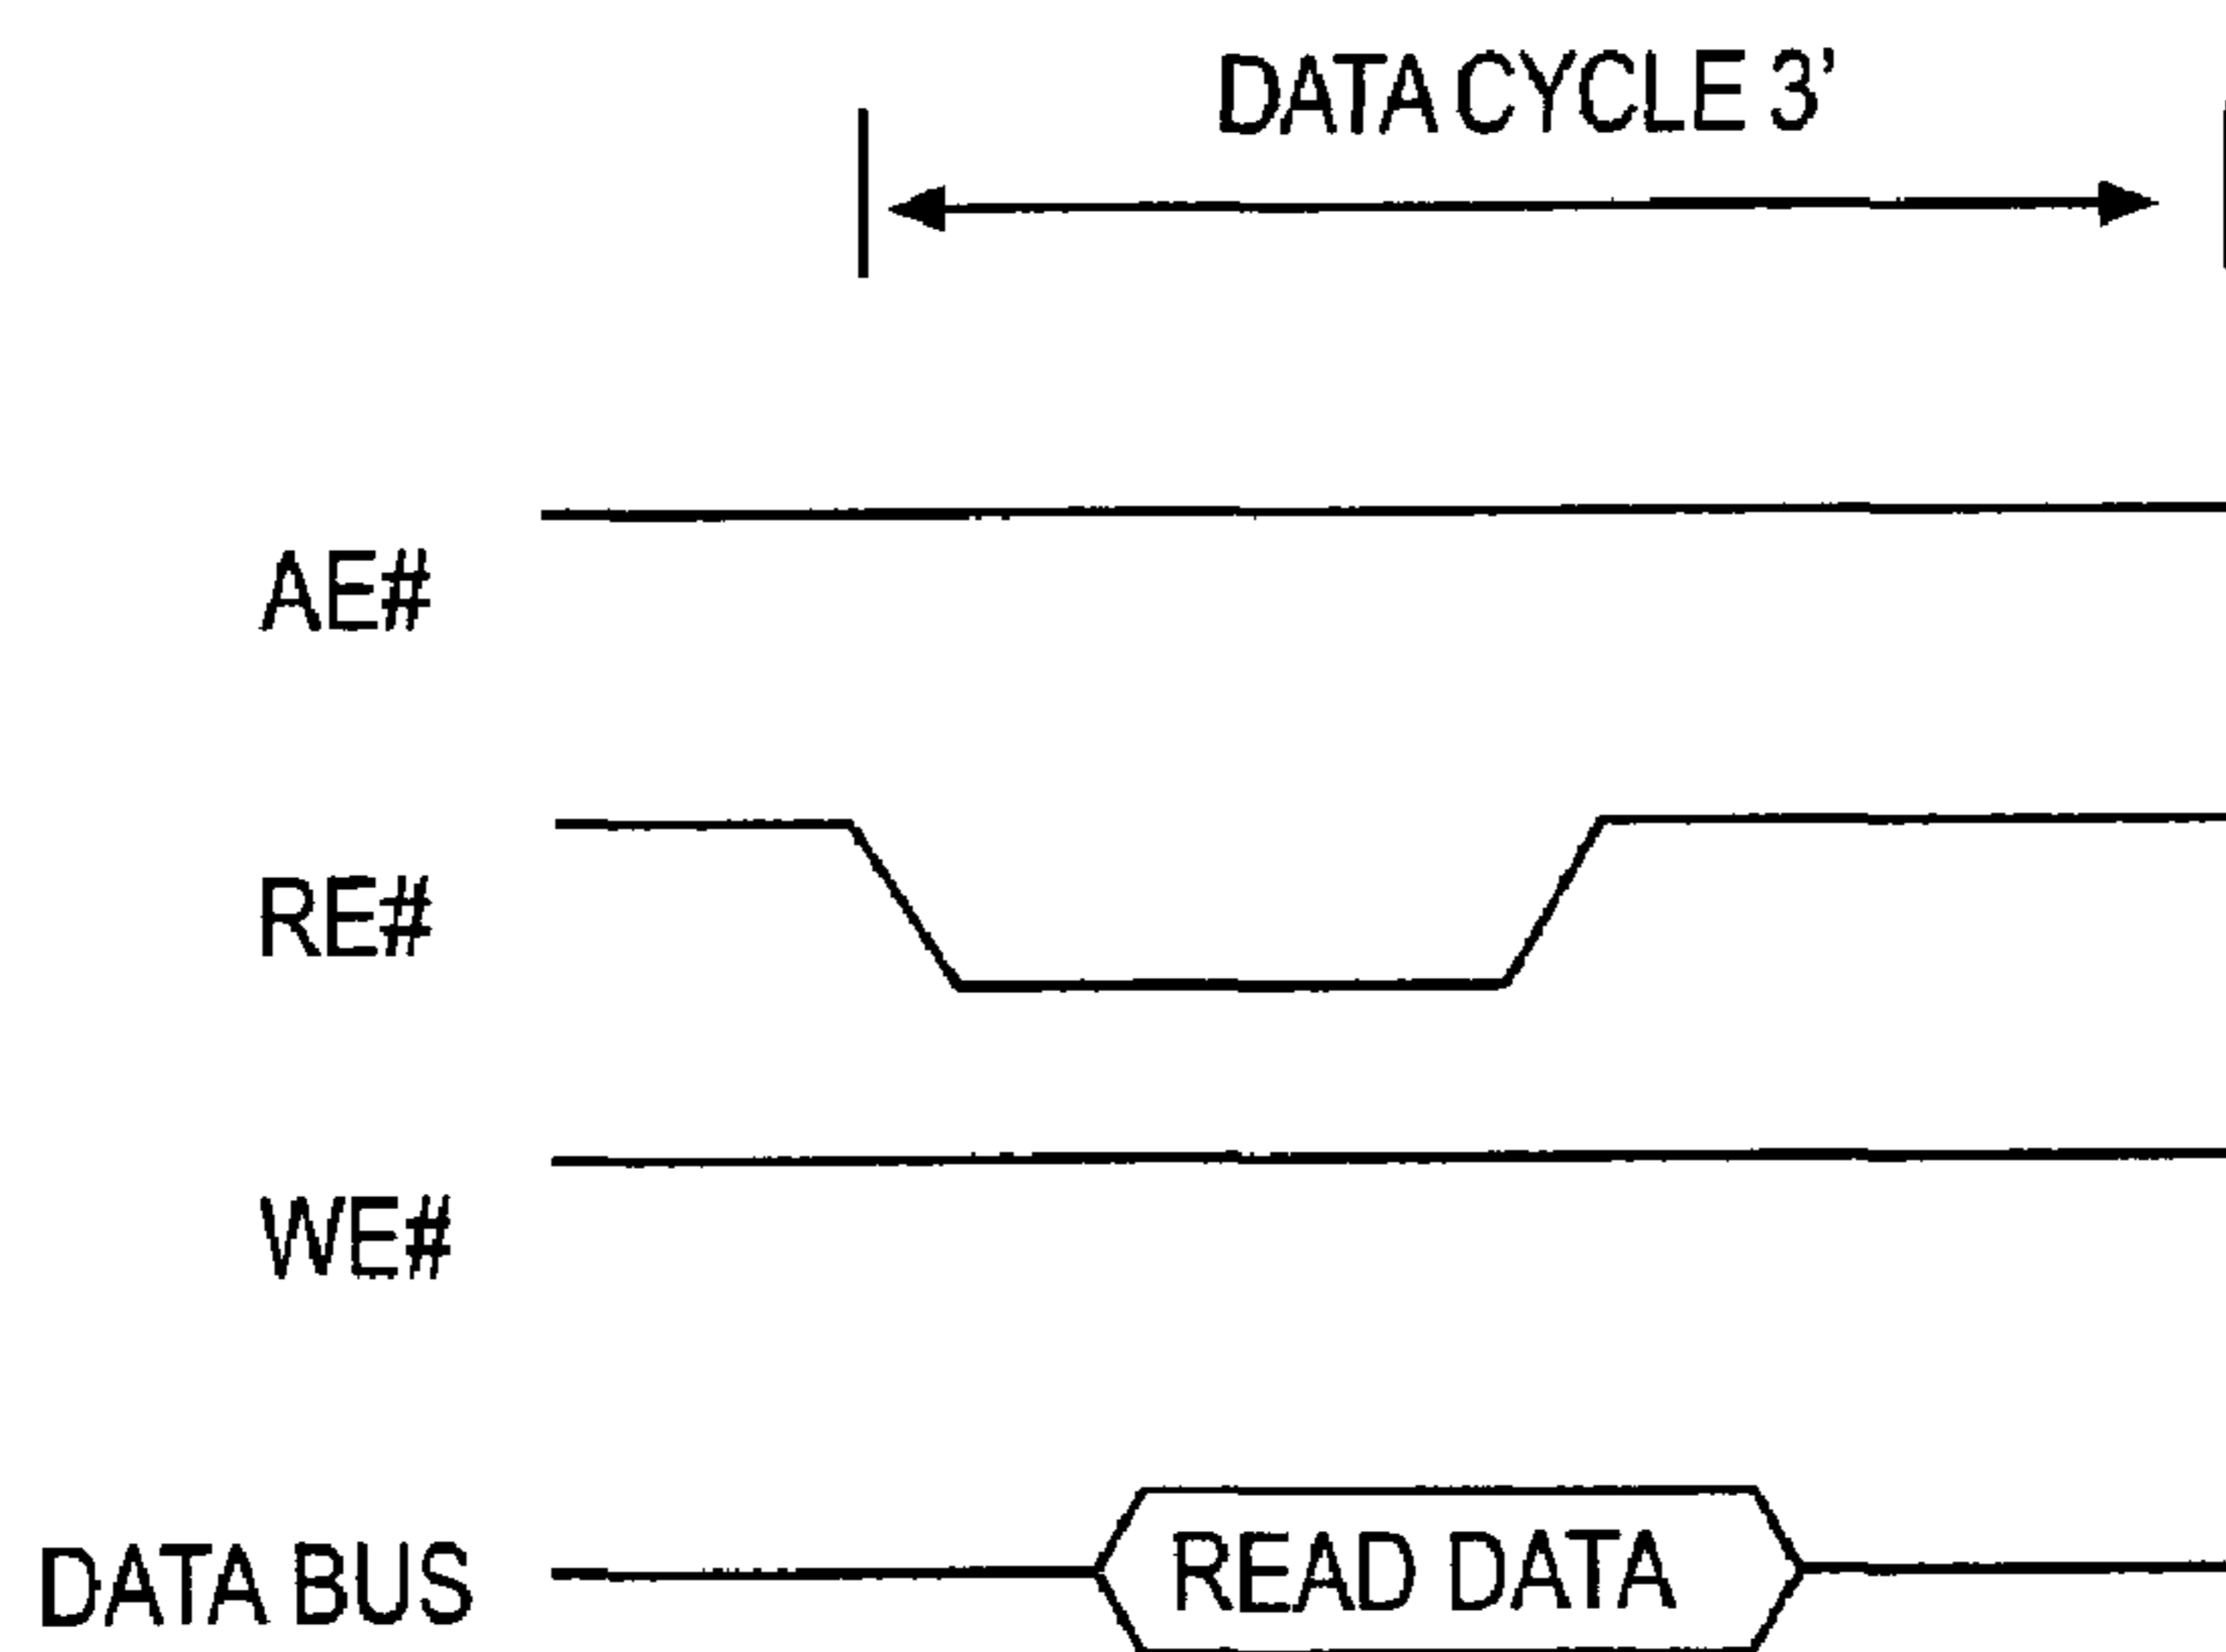 DATA CYCLE 3’
AE#
RE#
WE#
DATA BUS
READ DATA